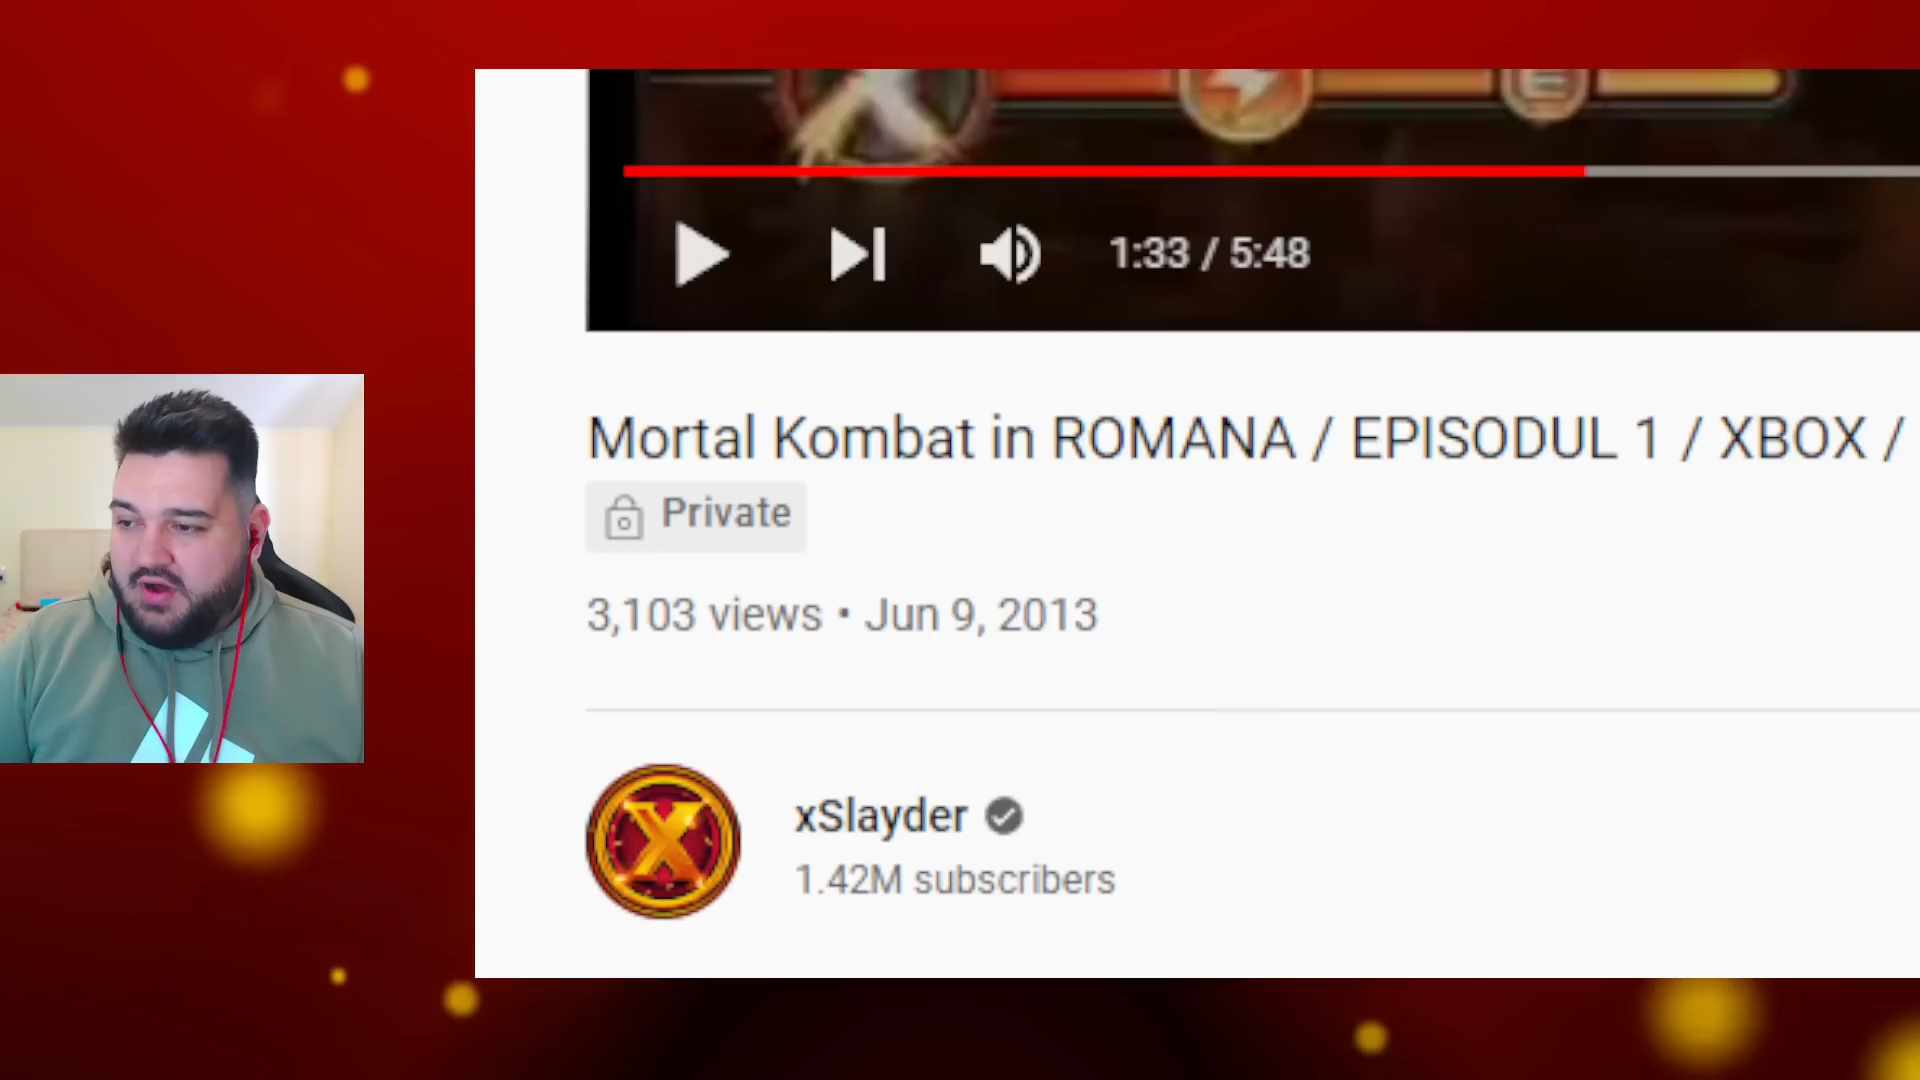 1:33 / 5:48
Mortal Kombat in ROMANA / EPISODUL 1 / XBOX /
Private
3,103 views • Jun 9, 2013
X
xSlayder
1.42M subscribers